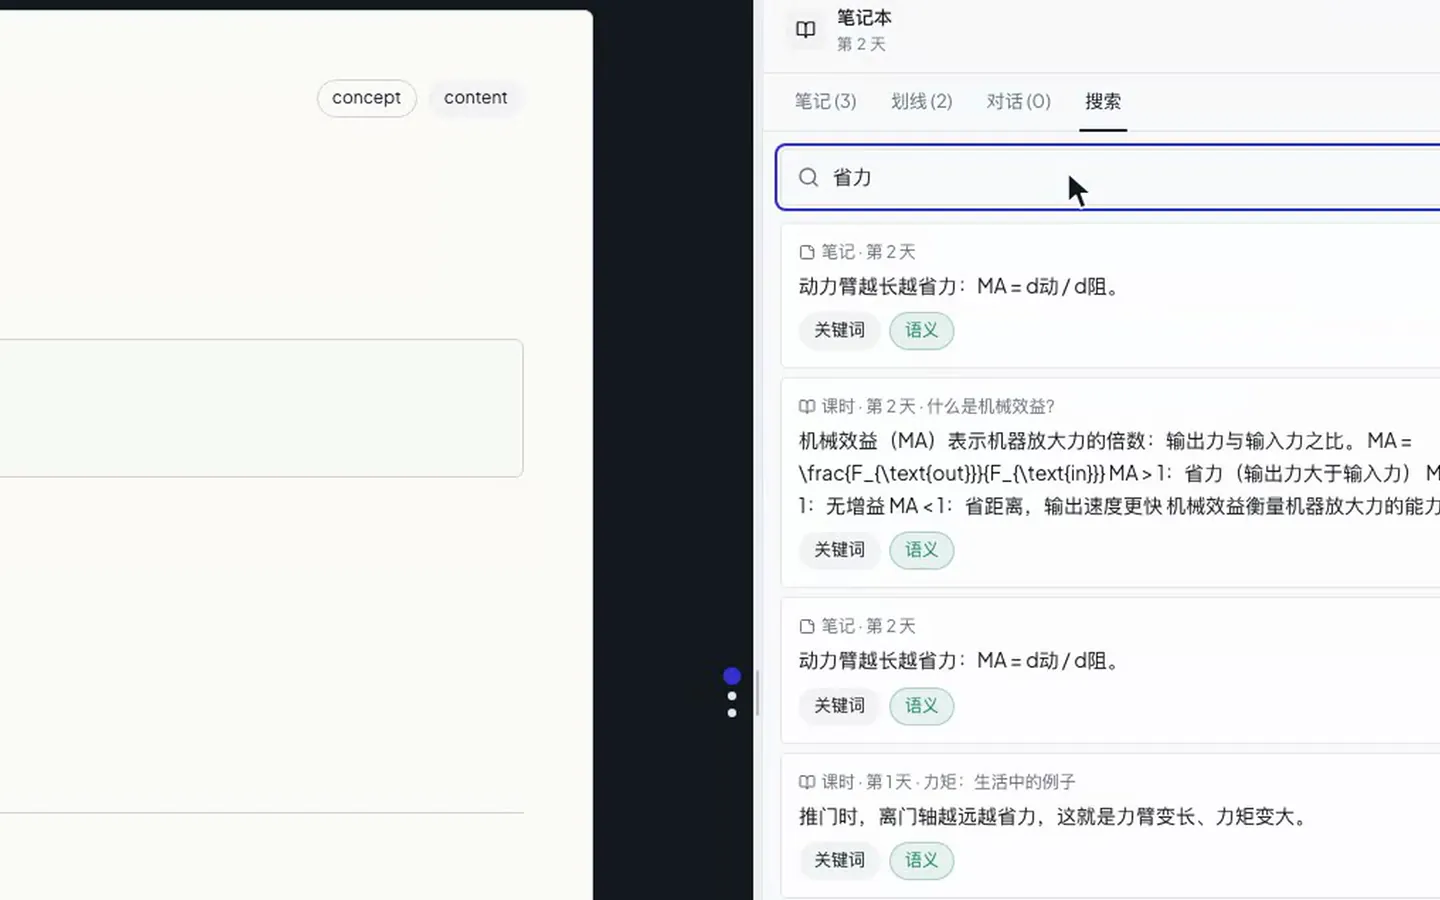 concept content
笔记本
第 2 天
笔记(3) 划线(2) 对话(0) 搜索
省力
笔记 · 第 2 天
动力臂越长越省力：MA = d动 / d阻。
关键词 语义
课时 · 第 2 天 · 什么是机械效益？
机械效益（MA）表示机器放大力的倍数：输出力与输入力之比。MA =
\frac{F_{\text{out}}}{F_{\text{in}}} MA > 1：省力（输出力大于输入力） M
1：无增益 MA < 1：省距离，输出速度更快 机械效益衡量机器放大力的能力
关键词 语义
笔记 · 第 2 天
动力臂越长越省力：MA = d动 / d阻。
关键词 语义
课时 · 第 1 天 · 力矩：生活中的例子
推门时，离门轴越远越省力，这就是力臂变长、力矩变大。
关键词 语义